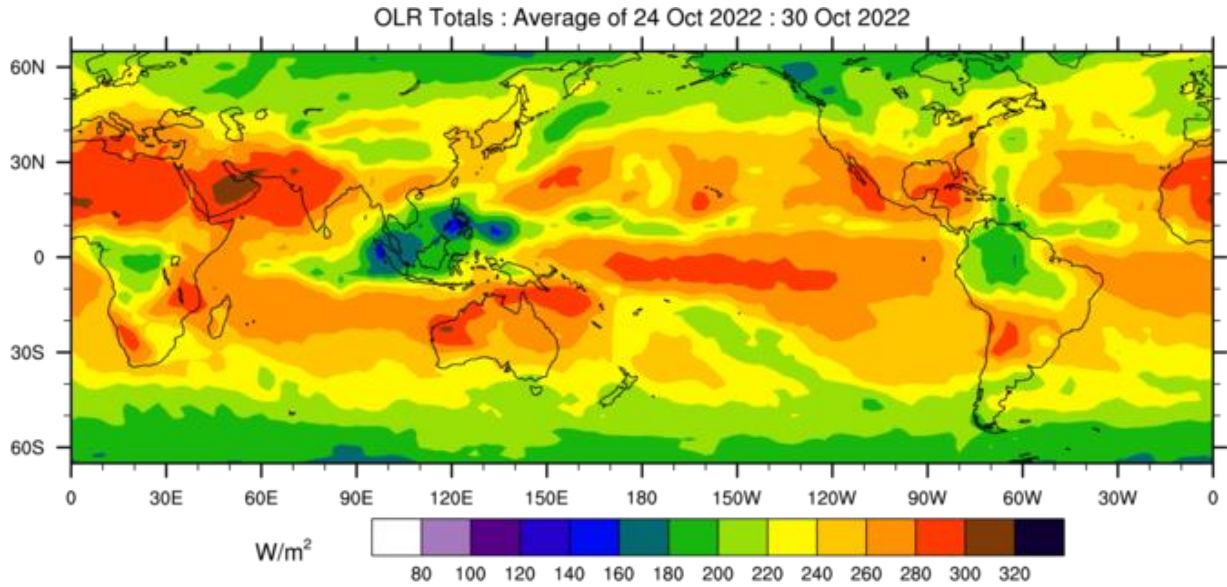 OLR Totals : Average of 24 Oct 2022 : 30 Oct 2022
60N
30N
0
30S
60S
0 30E 60E 90E 120E 150E 180 150W 120W 90W 60W 30W 0
W/m²
80 100 120 140 160 180 200 220 240 260 280 300 320